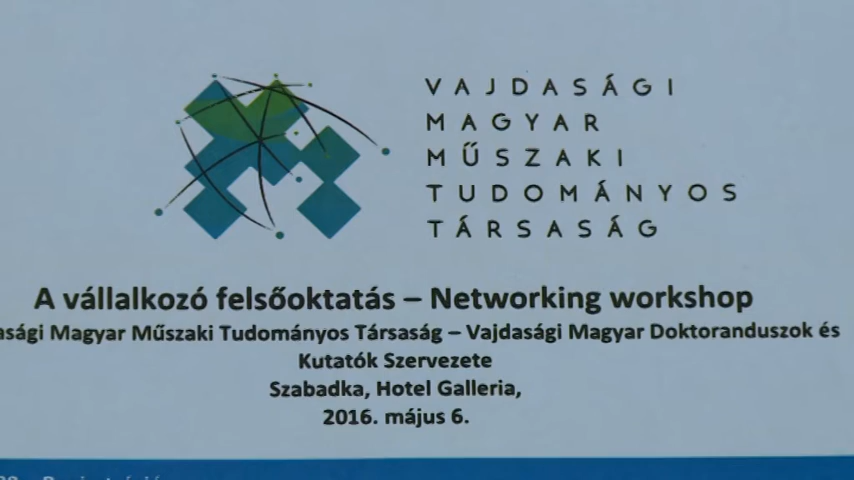 VAJDASÁGI
MAGYAR
MŰSZAKI
TUDOMÁNYOS
TÁRSASÁG
A vállalkozó felsőoktatás – Networking workshop
Magyar Műszaki Tudományos Társaság – Vajdasági Magyar Doktoranduszok és
Kutatók Szervezete
Szabadka, Hotel Galleria,
2016. május 6.